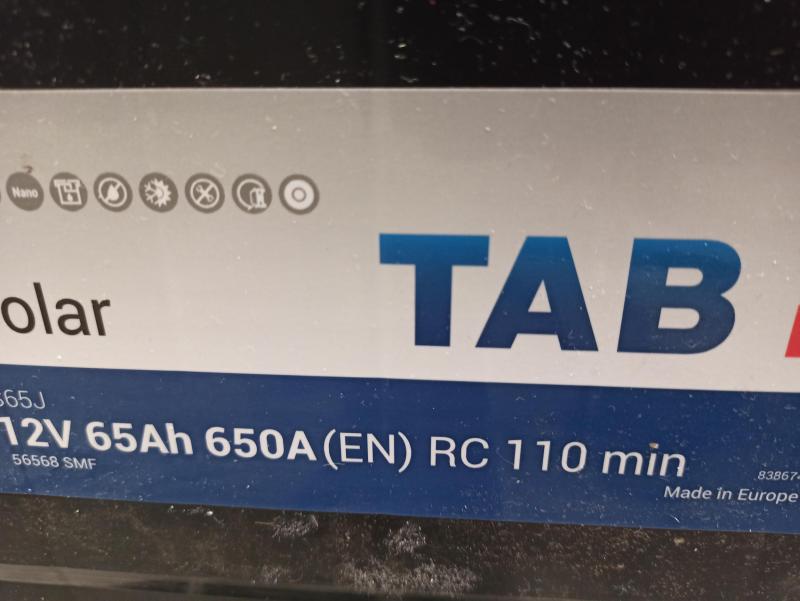 Nano
olar
TAB
65J
12V 65Ah 650A (EN) RC 110 min
56568 SMF
83867
Made in Europe